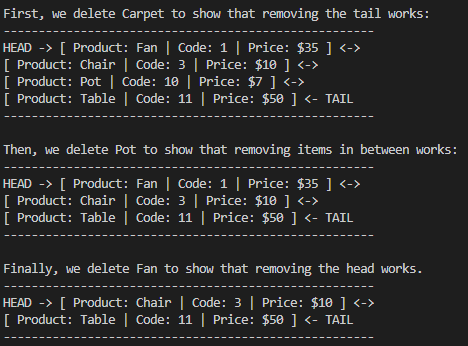 First, we delete Carpet to show that removing the tail works:
-----------------------------------------------------
HEAD -> [ Product: Fan | Code: 1 | Price: $35 ] <->
[ Product: Chair | Code: 3 | Price: $10 ] <->
[ Product: Pot | Code: 10 | Price: $7 ] <->
[ Product: Table | Code: 11 | Price: $50 ] <- TAIL
-----------------------------------------------------
Then, we delete Pot to show that removing items in between works:
-----------------------------------------------------
HEAD -> [ Product: Fan | Code: 1 | Price: $35 ] <->
[ Product: Chair | Code: 3 | Price: $10 ] <->
[ Product: Table | Code: 11 | Price: $50 ] <- TAIL
-----------------------------------------------------
Finally, we delete Fan to show that removing the head works.
-----------------------------------------------------
HEAD -> [ Product: Chair | Code: 3 | Price: $10 ] <->
[ Product: Table | Code: 11 | Price: $50 ] <- TAIL
-----------------------------------------------------